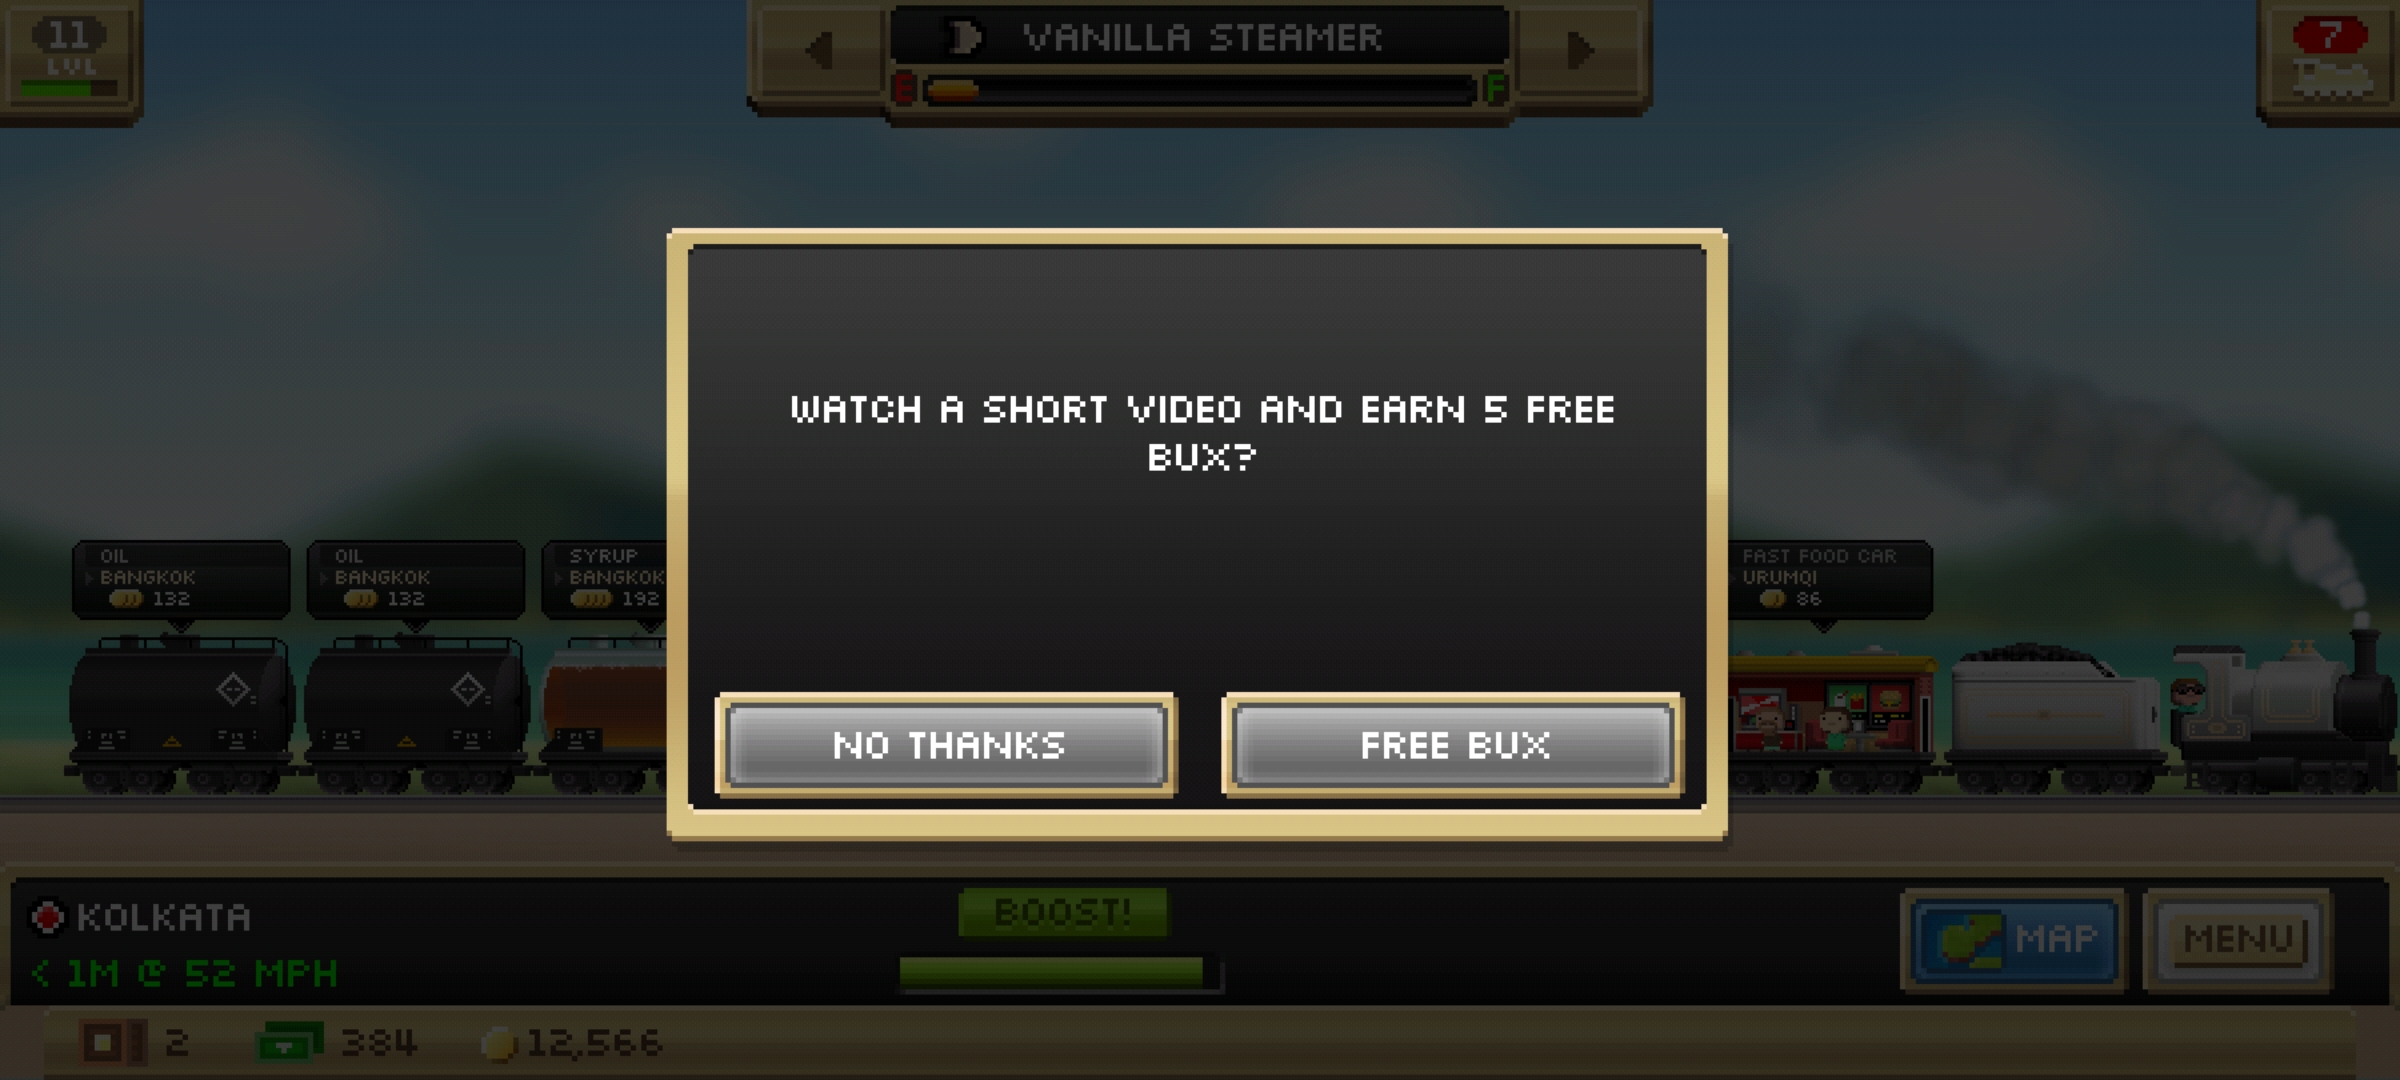 11
LVL
VANILLA STEAMER
E F
7
WATCH A SHORT VIDEO AND EARN 5 FREE
BUX?
NO THANKS
FREE BUX
OIL
BANGKOK
132
OIL
BANGKOK
132
SYRUP
BANGKOK
192
FAST FOOD CAR
URUMQI
86
KOLKATA
< 1M @ 52 MPH
BOOST!
MAP
MENU
2
384
12,566